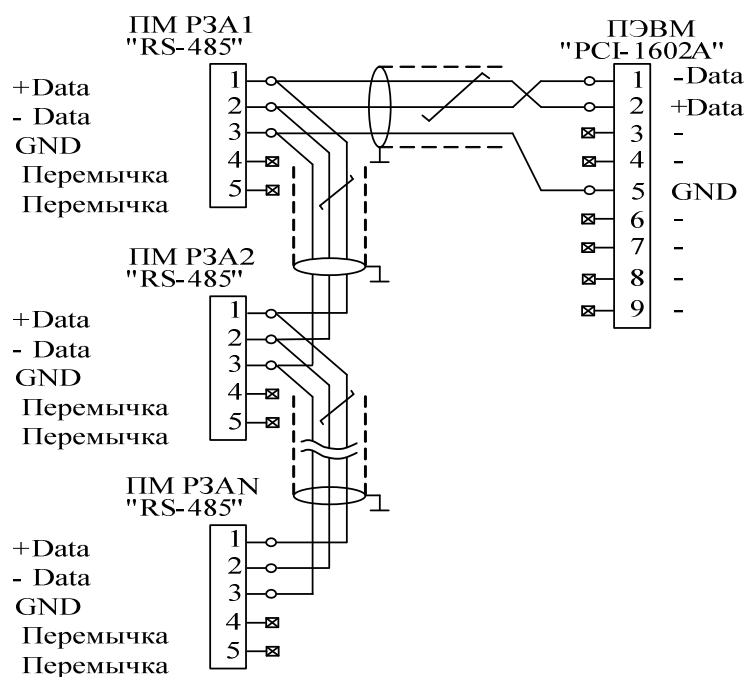 ПМ РЗА1
"RS-485"
1
2
3
4
5
+Data
- Data
GND
Перемычка
Перемычка
ПЭВМ
"PCI-1602A"
1
2
3
4
5
6
7
8
9
-Data
+Data
-
-
GND
-
-
-
-
ПМ РЗА2
"RS-485"
1
2
3
4
5
+Data
- Data
GND
Перемычка
Перемычка
ПМ РЗАN
"RS-485"
1
2
3
4
5
+Data
- Data
GND
Перемычка
Перемычка